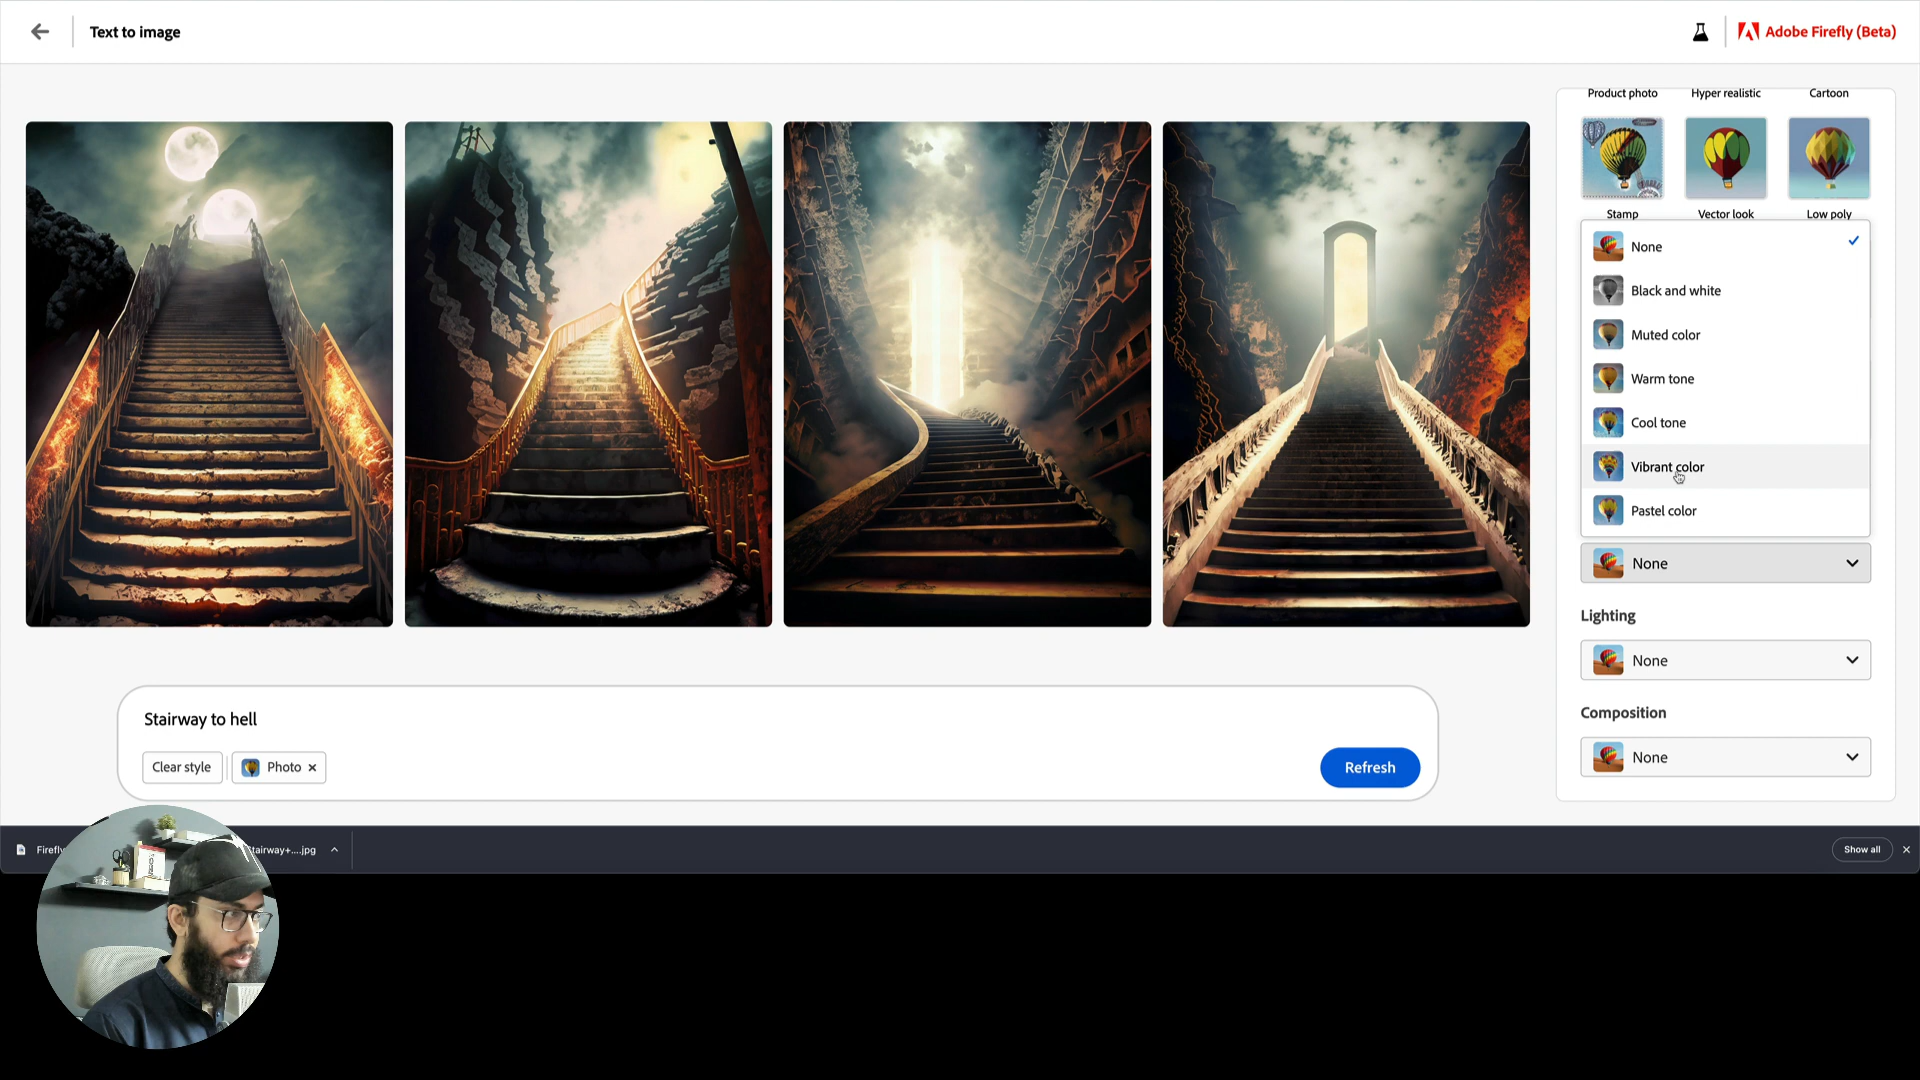 Text to image
Adobe Firefly (Beta)
Product photo
Hyper realistic
Cartoon
Stamp
Vector look
Low poly
None
Black and white
Muted color
Warm tone
Cool tone
Vibrant color
Pastel color
None
Lighting
None
Composition
None
Stairway to hell
Clear style
Photo
Refresh
Firefly
tairway+....jpg
Show all